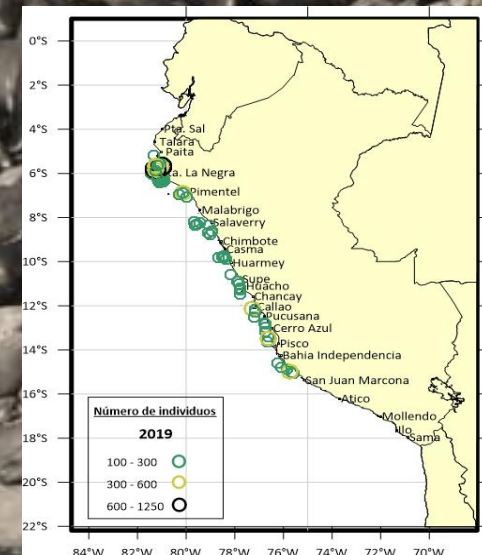 0°S
2°S
4°S
6°S
8°S
10°S
12°S
14°S
16°S
18°S
20°S
22°S
Pta. Sal
Talara
Paita
ta. La Negra
Pimentel
Malabrigo
Salaverry
Chimbote
Casma
Huarmey
Supe
Huacho
Chancay
Callao
Pucusana
Cerro Azul
Pisco
Bahia Independencia
San Juan Marcona
Atico
Mollendo
Ilo
Sama
Número de individuos
2019
100 - 300
300 - 600
600 - 1250
84°W 82°W 80°W 78°W 76°W 74°W 72°W 70°W